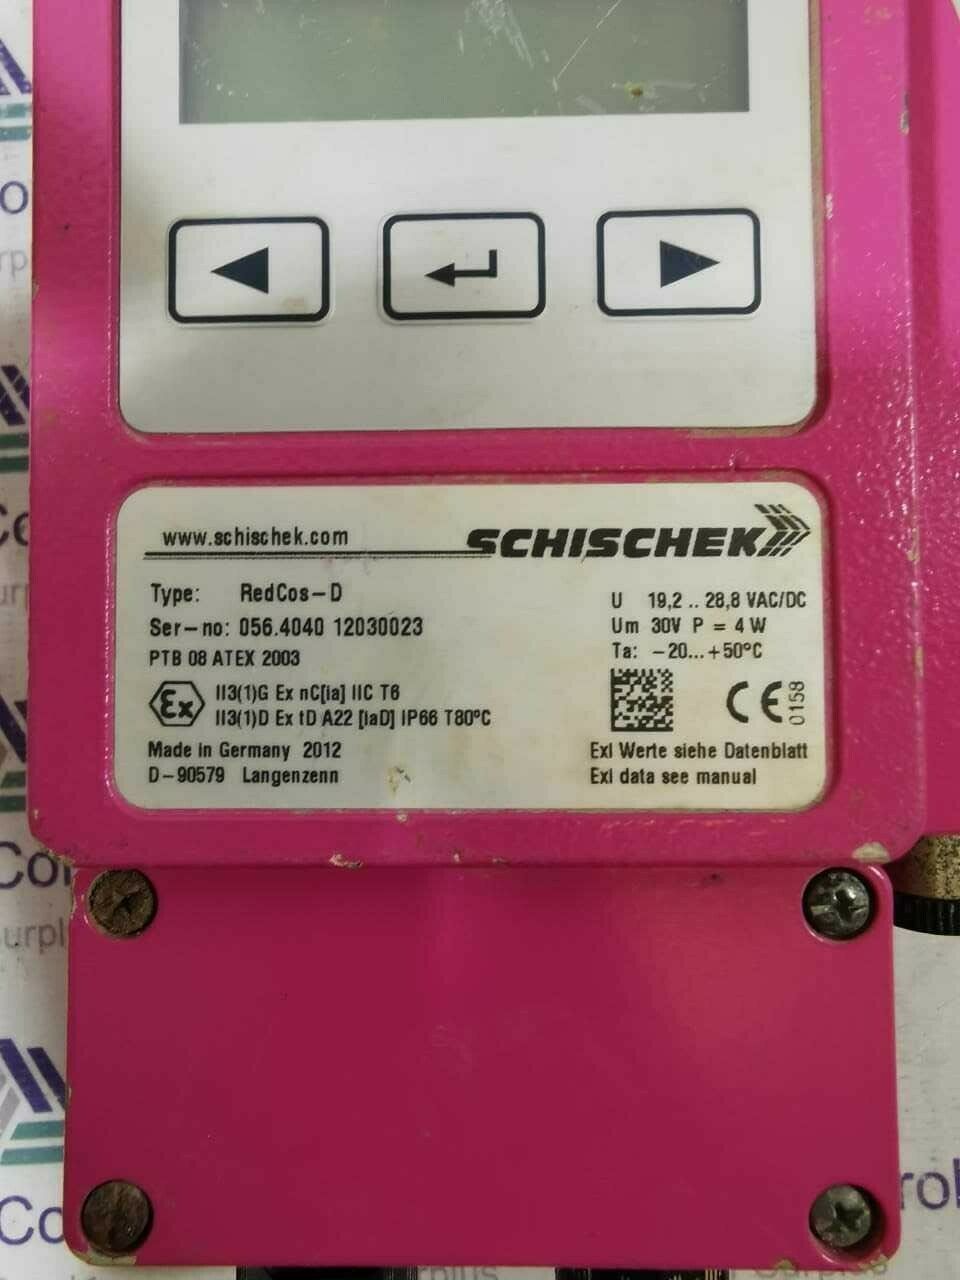 www.schischek.com
SCHISCHEK
Type: RedCos-D
Ser-no: 056.4040 12030023
PTB 08 ATEX 2003
U 19,2 .. 28,8 VAC/DC
Um 30V P = 4 W
Ta: -20...+50°C
Ex II3(1)G Ex nC[ia] IIC T6
II3(1)D Ex tD A22 [iaD] IP66 T80°C
CE 0158
Made in Germany 2012
D-90579 Langenzenn
ExI Werte siehe Datenblatt
ExI data see manual